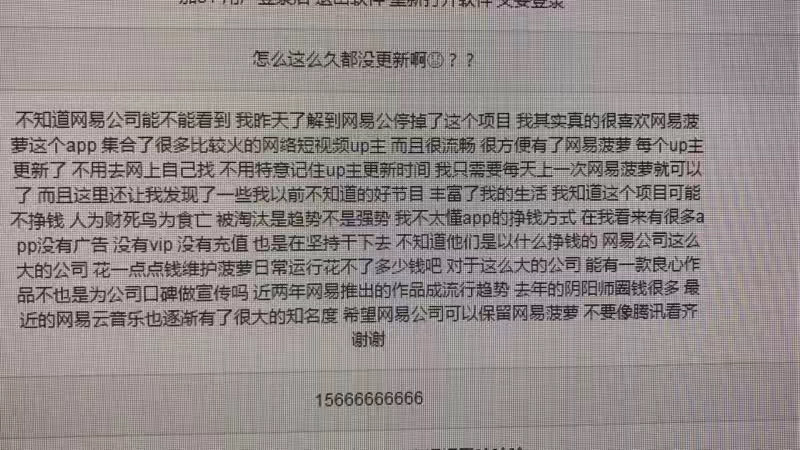 怎么这么久都没更新啊😳？？
不知道网易公司能不能看到 我昨天了解到网易公停掉了这个项目 我其实真的很喜欢网易菠
萝这个app 集合了很多比较火的网络短视频up主 而且很流畅 很方便有了网易菠萝 每个up主
更新了 不用去网上自己找 不用特意记住up主更新时间 我只需要每天上一次网易菠萝就可以
了 而且这里还让我发现了一些我以前不知道的好节目 丰富了我的生活 我知道这个项目可能
不挣钱 人为财死鸟为食亡 被淘汰是趋势不是强势 我不太懂app的挣钱方式 在我看来有很多a
pp没有广告 没有vip 没有充值 也是在坚持干下去 不知道他们是以什么挣钱的 网易公司这么
大的公司 花一点点钱维护菠萝日常运行花不了多少钱吧 对于这么大的公司 能有一款良心作
品不也是为公司口碑做宣传吗 近两年网易推出的作品成流行趋势 去年的阴阳师圈钱很多 最
近的网易云音乐也逐渐有了很大的知名度 希望网易公司可以保留网易菠萝 不要像腾讯看齐
谢谢
15666666666